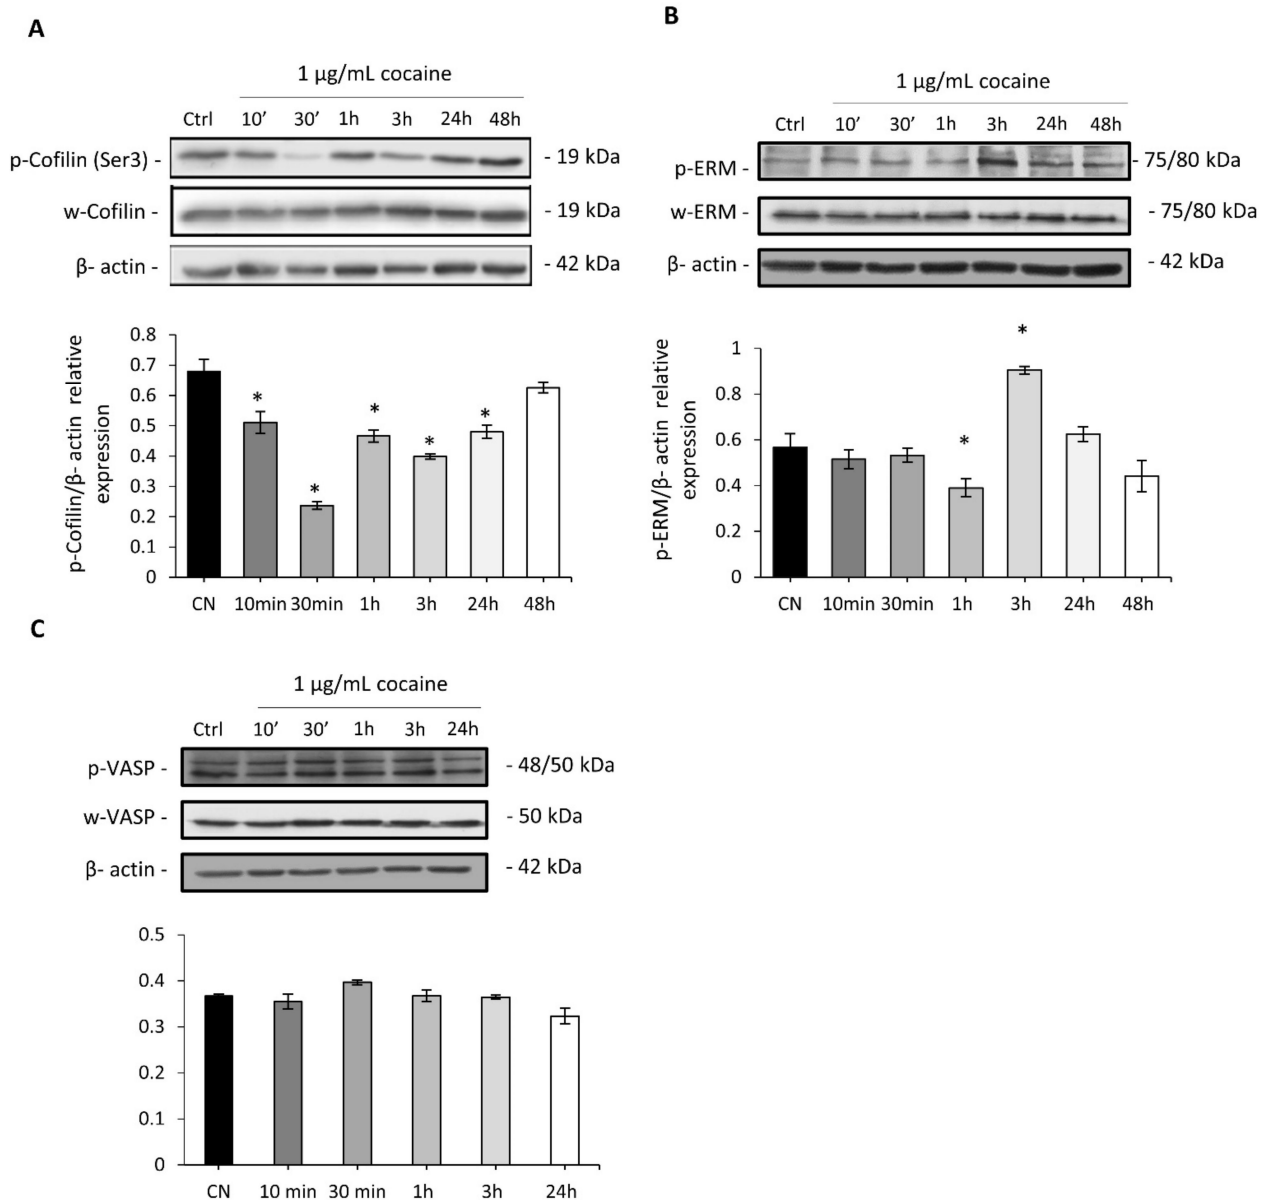 A
1 µg/mL cocaine
Ctrl 10’ 30’ 1h 3h 24h 48h
p-Cofilin (Ser3) - - 19 kDa
w-Cofilin - - 19 kDa
β- actin - - 42 kDa
p-Cofilin/β- actin relative
expression
0.8
0.7
0.6
0.5
0.4
0.3
0.2
0.1
0
* * * * *
CN 10min 30min 1h 3h 24h 48h
B
1 µg/mL cocaine
Ctrl 10’ 30’ 1h 3h 24h 48h
p-ERM - - 75/80 kDa
w-ERM - - 75/80 kDa
β- actin - - 42 kDa
p-ERM/β- actin relative
expression
1
0.8
0.6
0.4
0.2
0
* *
CN 10min 30min 1h 3h 24h 48h
C
1 µg/mL cocaine
Ctrl 10’ 30’ 1h 3h 24h
p-VASP - - 48/50 kDa
w-VASP - - 50 kDa
β- actin - - 42 kDa
0.5
0.4
0.3
0.2
0.1
0
CN 10 min 30 min 1h 3h 24h